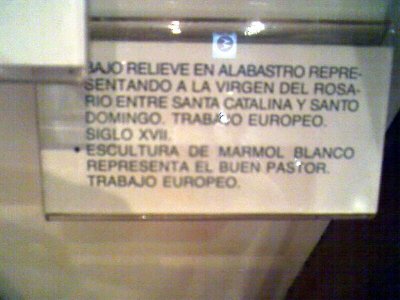 • BAJO RELIEVE EN ALABASTRO REPRE-
SENTANDO A LA VIRGEN DEL ROSA-
RIO ENTRE SANTA CATALINA Y SANTO
DOMINGO. TRABAJO EUROPEO.
SIGLO XVII.
• ESCULTURA DE MARMOL BLANCO
REPRESENTA EL BUEN PASTOR.
TRABAJO EUROPEO.